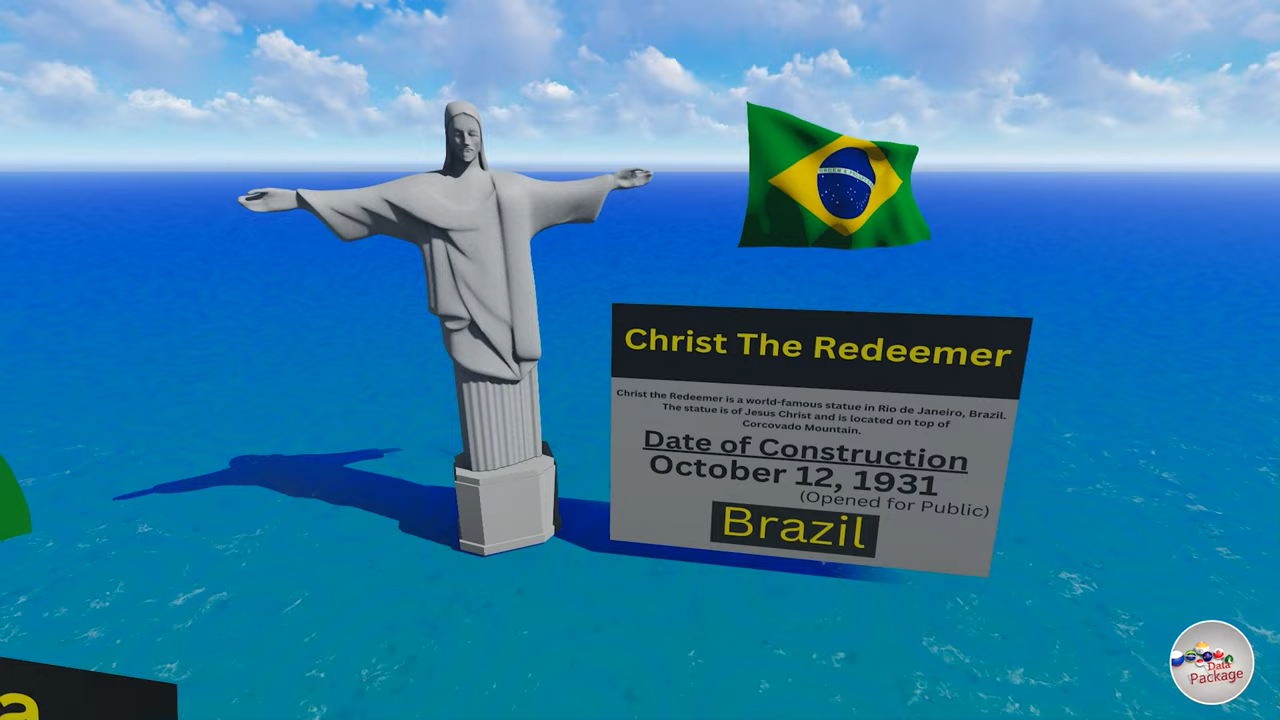 Christ The Redeemer
Christ the Redeemer is a world-famous statue in Rio de Janeiro, Brazil.
The statue is of Jesus Christ and is located on top of
Corcovado Mountain.
Date of Construction
October 12, 1931
(Opened for Public)
Brazil
a
Data
Package